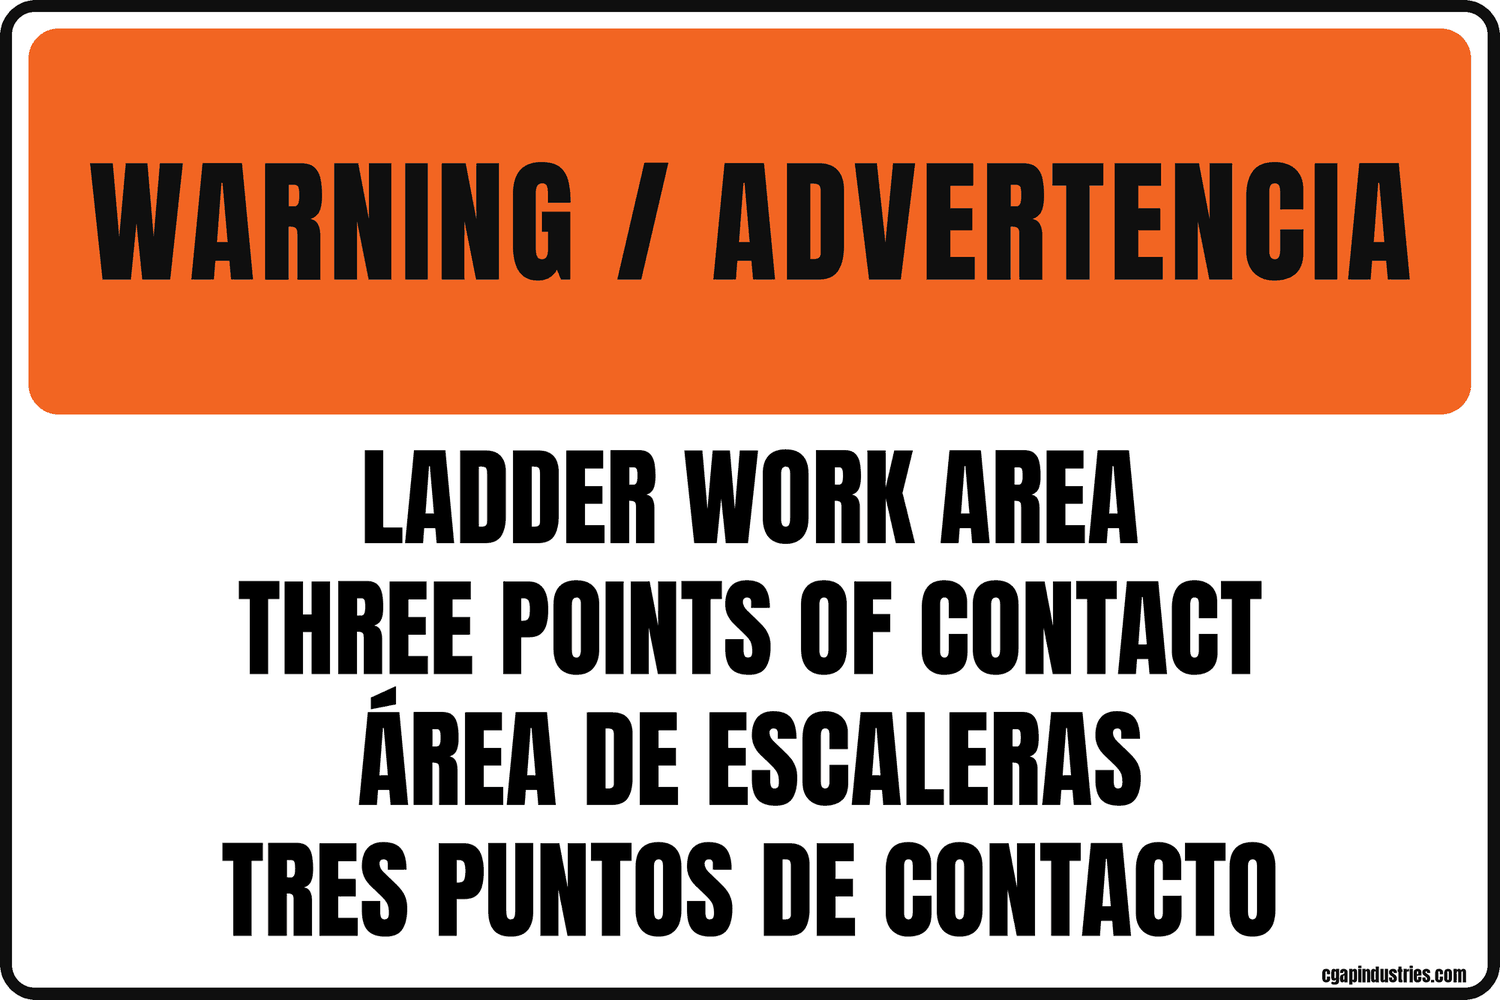 WARNING / ADVERTENCIA
LADDER WORK AREA
THREE POINTS OF CONTACT
ÁREA DE ESCALERAS
TRES PUNTOS DE CONTACTO
cgapindustries.com